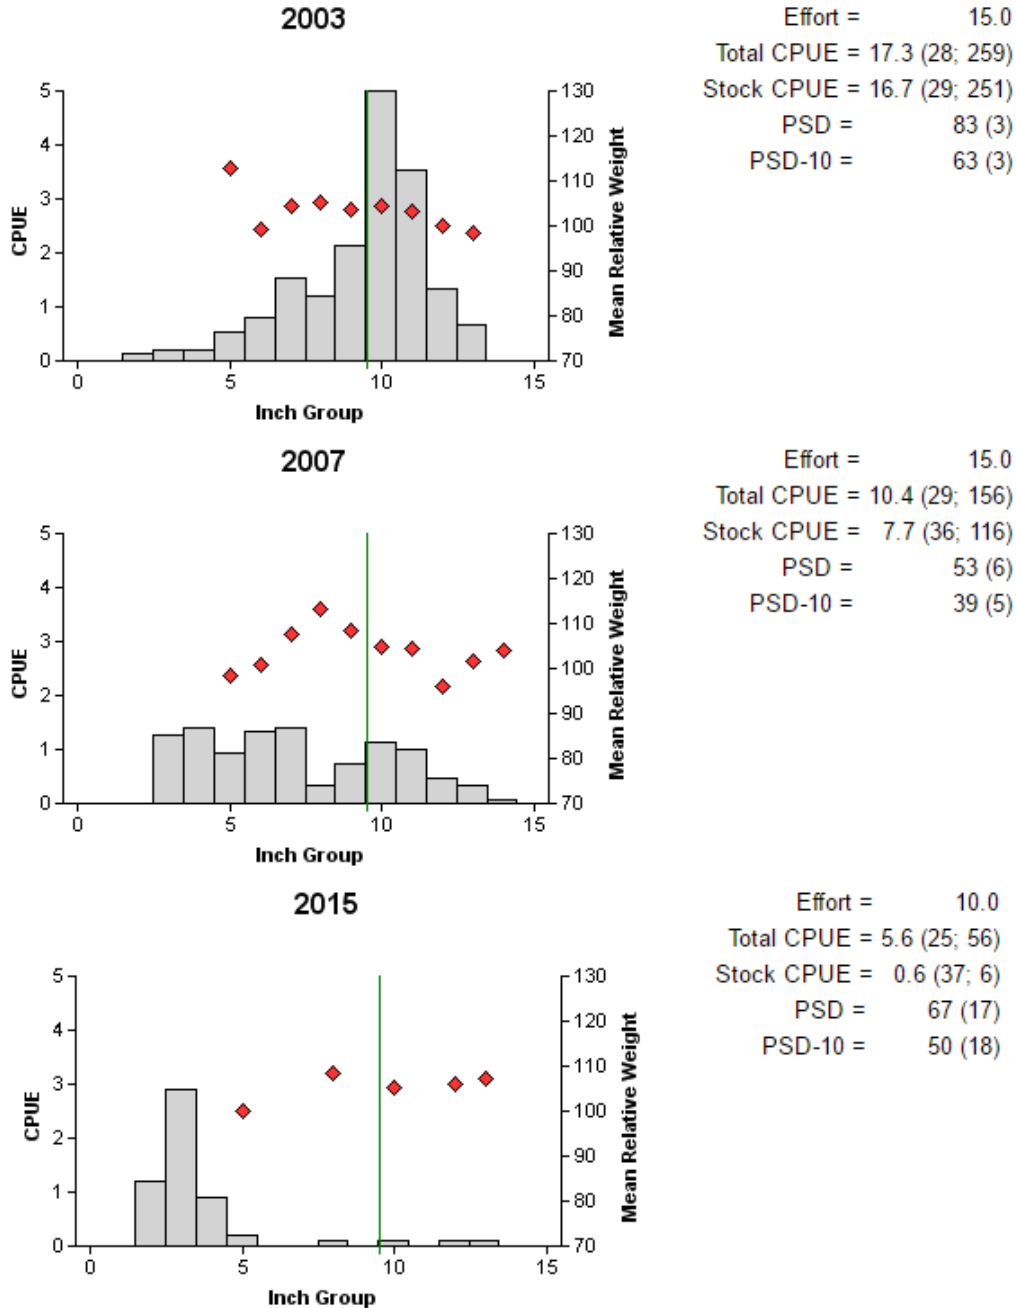 2003
Effort = 15.0
Total CPUE = 17.3 (28; 259)
Stock CPUE = 16.7 (29; 251)
PSD = 83 (3)
PSD-10 = 63 (3)
5
4
3
2
1
0
CPUE
130
120
110
100
90
80
70
Mean Relative Weight
0 5 10 15
Inch Group
2007
Effort = 15.0
Total CPUE = 10.4 (29; 156)
Stock CPUE = 7.7 (36; 116)
PSD = 53 (6)
PSD-10 = 39 (5)
5
4
3
2
1
0
CPUE
130
120
110
100
90
80
70
Mean Relative Weight
0 5 10 15
Inch Group
2015
Effort = 10.0
Total CPUE = 5.6 (25; 56)
Stock CPUE = 0.6 (37; 6)
PSD = 67 (17)
PSD-10 = 50 (18)
5
4
3
2
1
0
CPUE
130
120
110
100
90
80
70
Mean Relative Weight
0 5 10 15
Inch Group